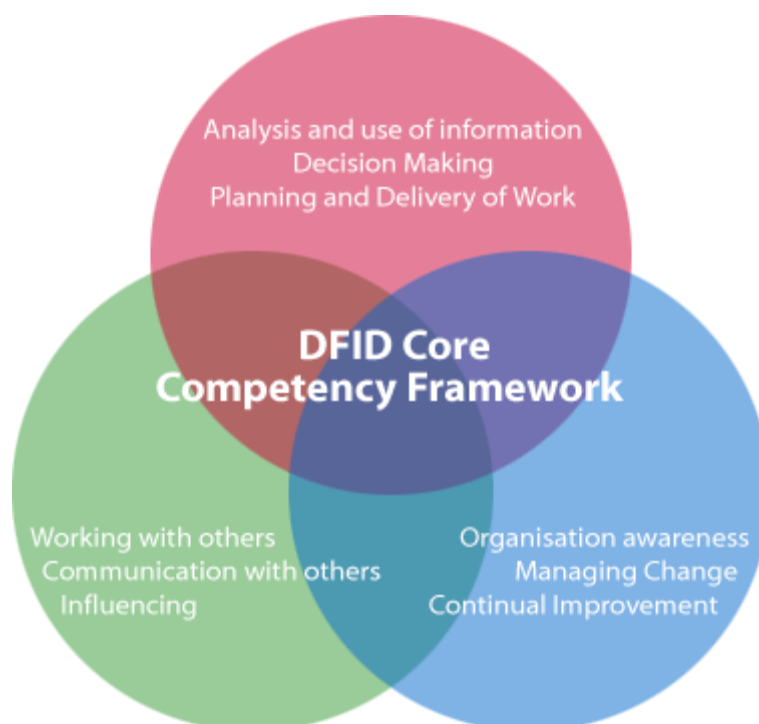 Analysis and use of information
Decision Making
Planning and Delivery of Work
DFID Core
Competency Framework
Working with others
Communication with others
Influencing
Organisation awareness
Managing Change
Continual Improvement